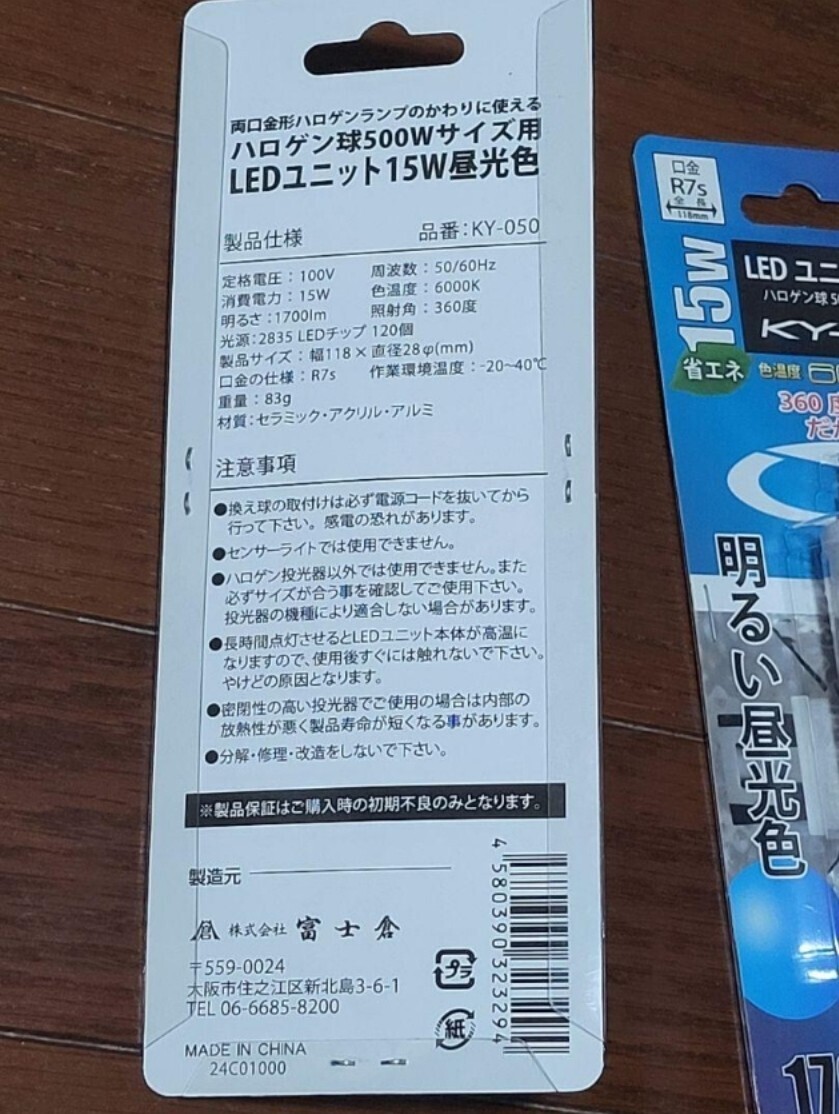 両口金形ハロゲンランプのかわりに使える
ハロゲン球500Wサイズ用
LEDユニット15W昼光色
製品仕様 品番:KY-050
定格電圧：100V 周波数：50/60Hz
消費電力：15W 色温度：6000K
明るさ：1700lm 照射角：360度
光源:2835 LEDチップ 120個
製品サイズ：幅118×直径28φ(mm)
口金の仕様：R7s 作業環境温度：-20~40℃
重量：83g
材質：セラミック・アクリル・アルミ
注意事項
●換え球の取付けは必ず電源コードを抜いてから
行って下さい。感電の恐れがあります。
●センサーライトでは使用できません。
●ハロゲン投光器以外では使用できません。また
必ずサイズが合う事を確認してご使用下さい。
投光器の機種により適合しない場合があります。
●長時間点灯させるとLEDユニット本体が高温に
なりますので、使用後すぐには触れないで下さい。
やけどの原因となります。
●密閉性の高い投光器でご使用の場合は内部の
放熱性が悪く製品寿命が短くなる事があります。
●分解・修理・改造をしないで下さい。
※製品保証はご購入時の初期不良のみとなります。
製造元
株式会社 富士倉
〒559-0024
大阪市住之江区新北島3-6-1
TEL 06-6685-8200
MADE IN CHINA
24C01000
プラ
紙
4 580390 323294
口金
R7s
全長
118mm
15W
LED ユニ
ハロゲン球5
KY-
省エネ
色温度
360度
だ
明るい昼光色
17